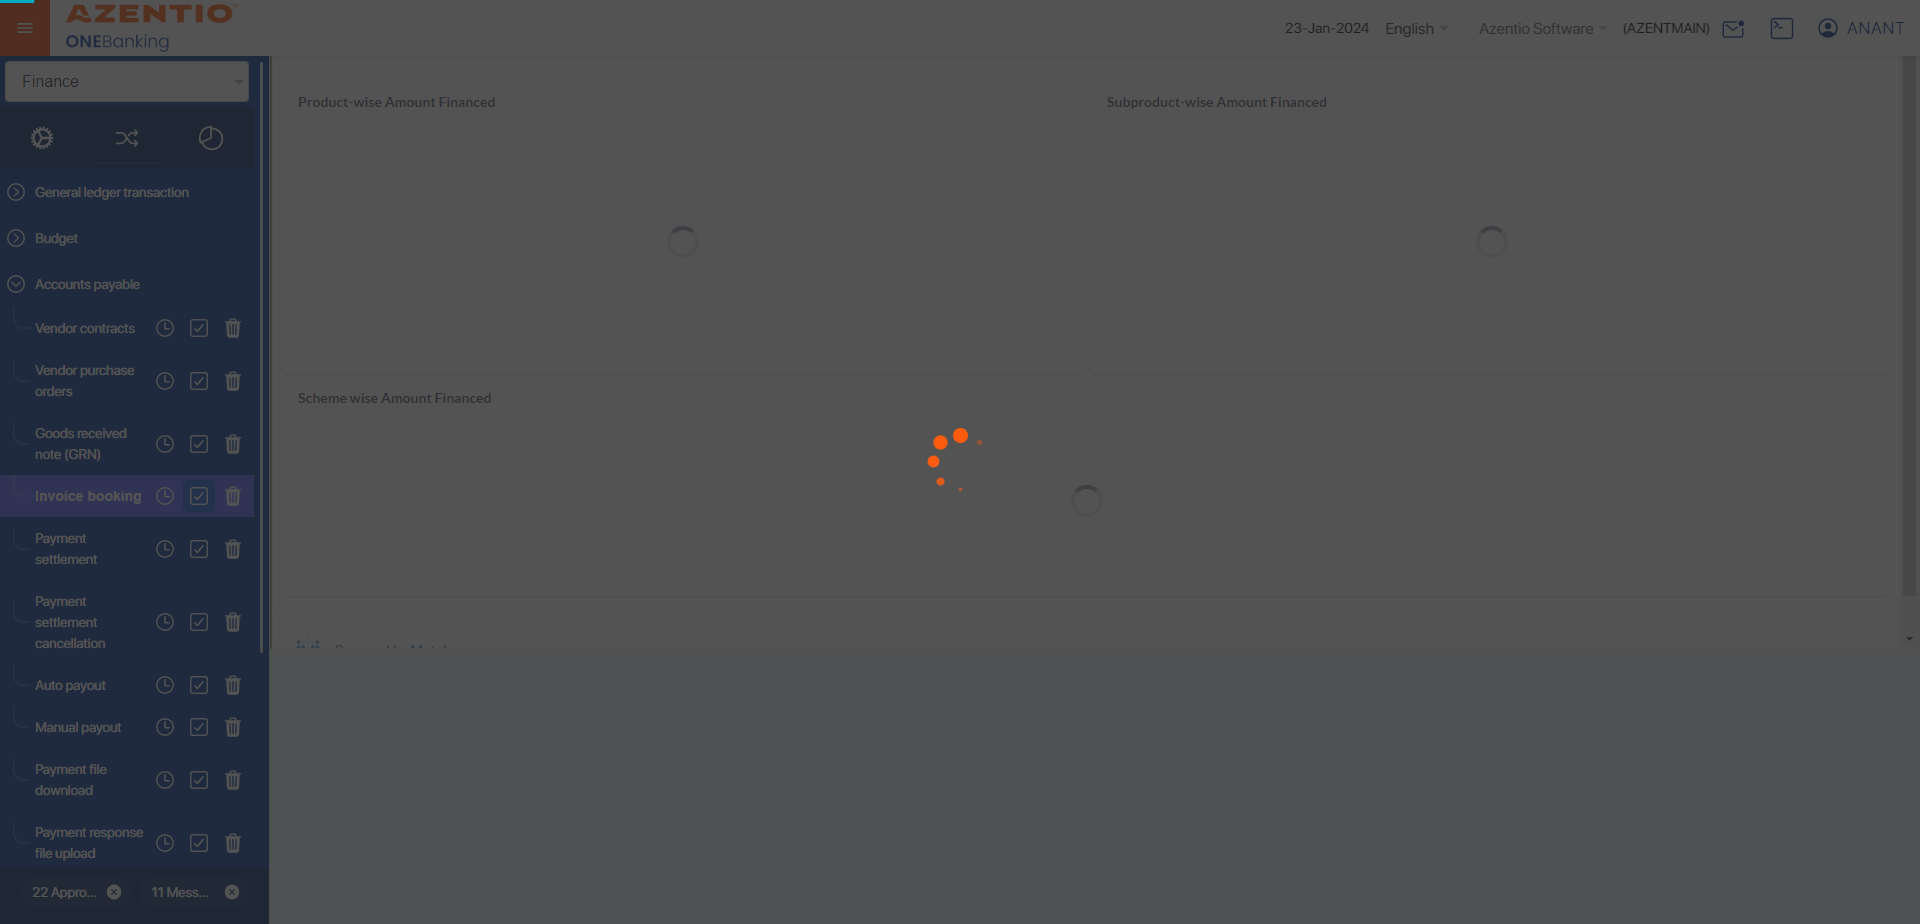 AZENTIO
ONEBanking
23-Jan-2024
English
Azentio Software
(AZENTMAIN)
ANANT
Finance
General ledger transaction
Budget
Accounts payable
Vendor contracts
Vendor purchase
orders
Goods received
note (GRN)
Invoice booking
Payment
settlement
Payment
settlement
cancellation
Auto payout
Manual payout
Payment file
download
Payment response
file upload
22 Appro...
11 Mess...
Product-wise Amount Financed
Subproduct-wise Amount Financed
Scheme wise Amount Financed